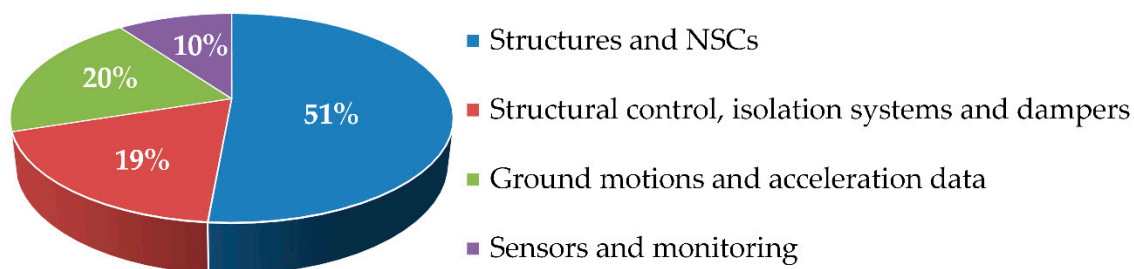 10%
20%
51%
19%
Structures and NSCs
Structural control, isolation systems and dampers
Ground motions and acceleration data
Sensors and monitoring